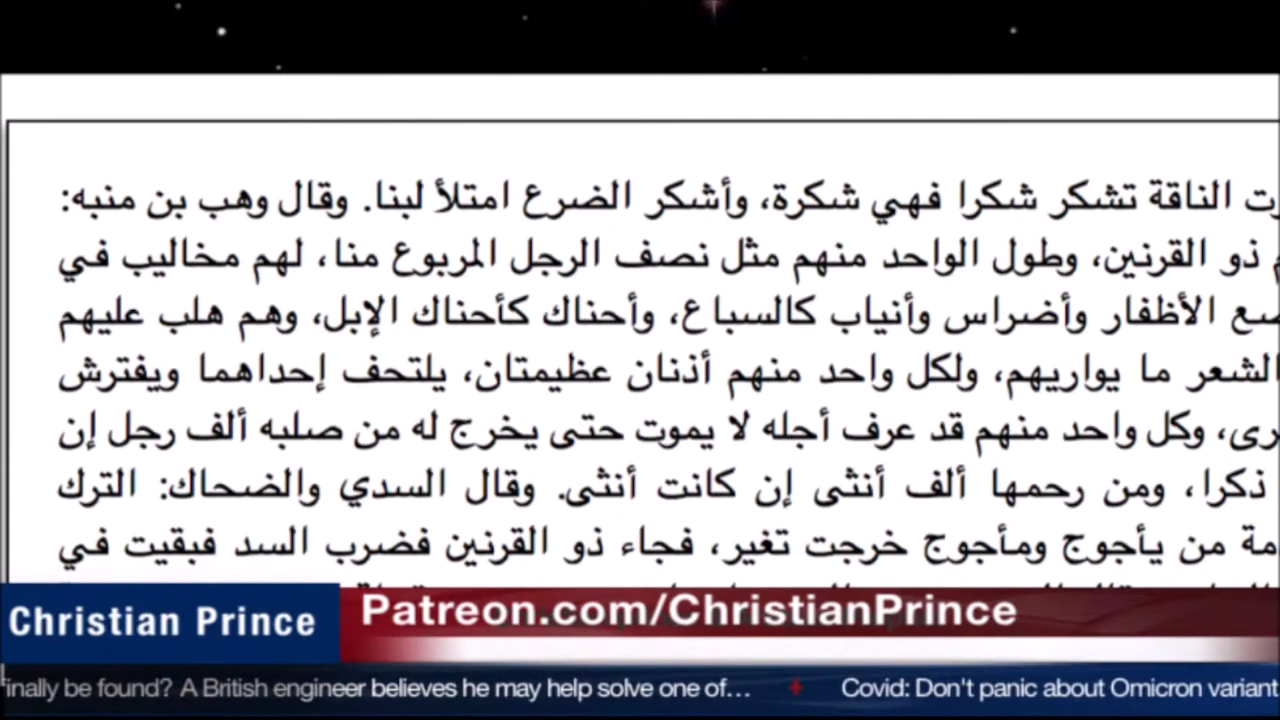 الناقة تشكر شكرا فهي شكرة، وأشكر الضرع امتلأ لبنا. وقال وهب بن منبه:
ذو القرنين، وطول الواحد منهم مثل نصف الرجل المربوع منا، لهم مخاليب في
الأظفار وأضراس وأنياب كالسباع، وأحناك كأحناك الإبل، وهم هلب عليهم
الشعر ما يواريهم، ولكل واحد منهم أذنان عظيمتان، يلتحف إحداهما ويفترش
وكل واحد منهم قد عرف أجله لا يموت حتى يخرج له من صلبه ألف رجل إن
ذكرا، ومن رحمها ألف أنثى إن كانت أنثى. وقال السدي والضحاك: الترك
من يأجوج ومأجوج خرجت تغير، فجاء ذو القرنين فضرب السد فبقيت في
Christian Prince
Patreon.com/ChristianPrince
inally be found? A British engineer believes he may help solve one of… Covid: Don't panic about Omicron variant